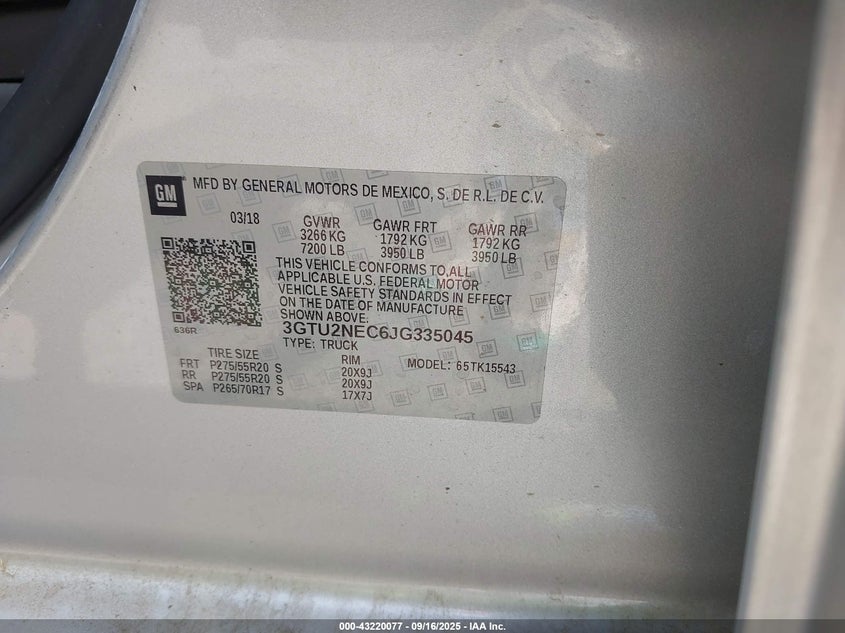 GM MFD BY GENERAL MOTORS DE MEXICO, S. DE R.L. DE C.V.
03/18 GVWR GAWR FRT GAWR RR
3266 KG 1792 KG 1792 KG
7200 LB 3950 LB 3950 LB
THIS VEHICLE CONFORMS TO ALL
APPLICABLE U.S. FEDERAL MOTOR
VEHICLE SAFETY STANDARDS IN EFFECT
ON THE DATE OF MANUFACTURE
SHOWN ABOVE.
636R 3GTU2NEC6JG335045
TYPE: TRUCK
TIRE SIZE RIM MODEL: 65TK15543
FRT P275/55R20 S 20X9J
RR P275/55R20 S 20X9J
SPA P265/70R17 S 17X7J
000-43220077 - 09/16/2025 - IAA Inc.